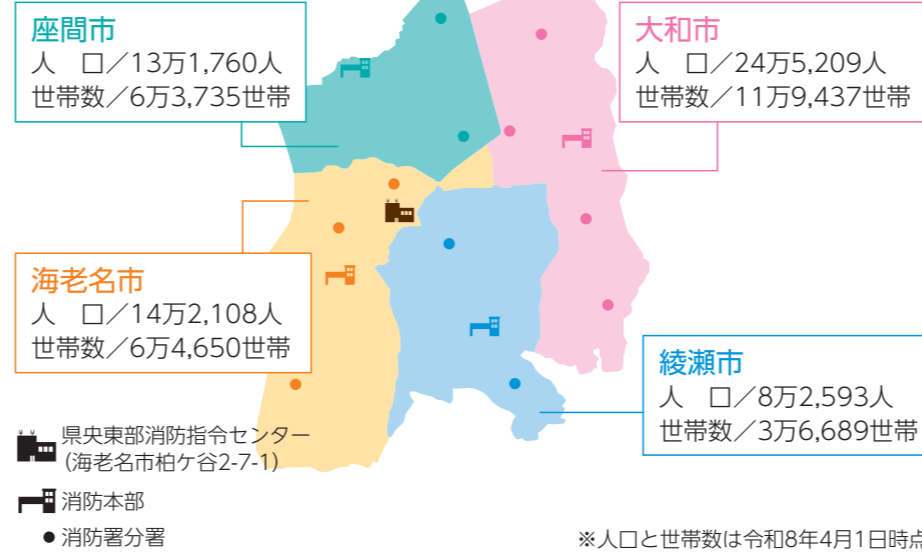 座間市
人　口／13万1,760人
世帯数／6万3,735世帯
大和市
人　口／24万5,209人
世帯数／11万9,437世帯
海老名市
人　口／14万2,108人
世帯数／6万4,650世帯
綾瀬市
人　口／8万2,593人
世帯数／3万6,689世帯
県央東部消防指令センター
(海老名市柏ケ谷2-7-1)
消防本部
消防署分署
※人口と世帯数は令和8年4月1日時点